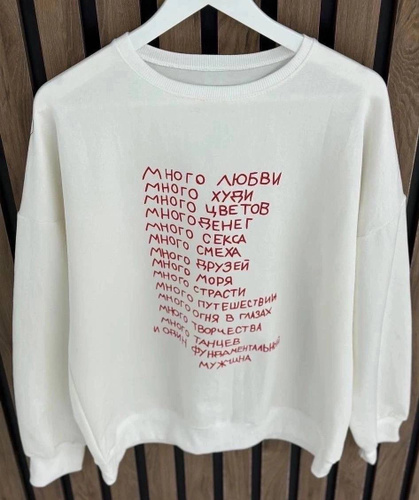 МНОГО ЛЮБВИ
МНОГО ХУДИ
МНОГО ЦВЕТОВ
МНОГО ДЕНЕГ
МНОГО СЕКСА
МНОГО СМЕХА
МНОГО ДРУЗЕЙ
МНОГО МОРЯ
МНОГО СТРАСТИ
МНОГО ПУТЕШЕСТВИЙ
МНОГО ОГНЯ В ГЛАЗАХ
МНОГО ТВОРЧЕСТВА
МНОГО ТАНЦЕВ
И ОДИН ФУНДАМЕНТАЛЬНЫЙ
МУЖЧИНА